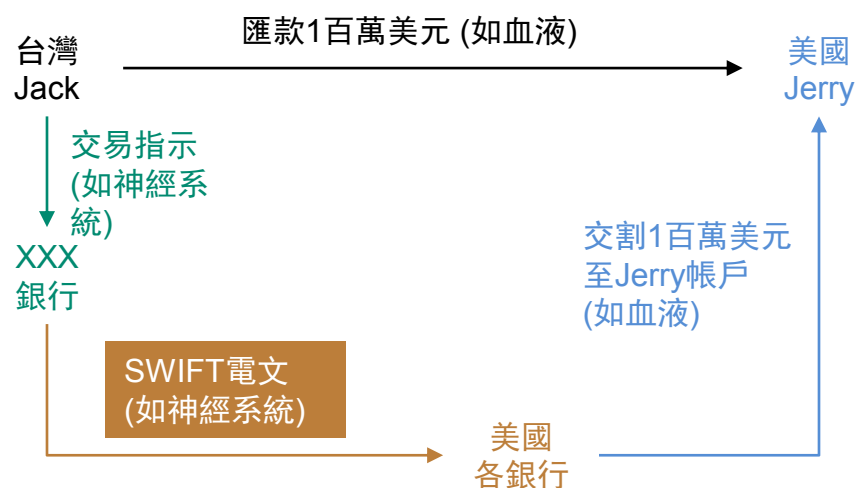 匯款1百萬美元 (如血液)
台灣
Jack
美國
Jerry
交易指示
(如神經系
統)
XXX
銀行
交割1百萬美元
至Jerry帳戶
(如血液)
SWIFT電文
(如神經系統)
美國
各銀行